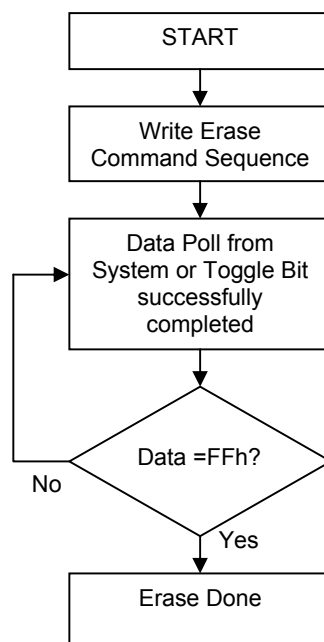 START
Write Erase
Command Sequence
Data Poll from
System or Toggle Bit
successfully
completed
Data =FFh?
No
Yes
Erase Done